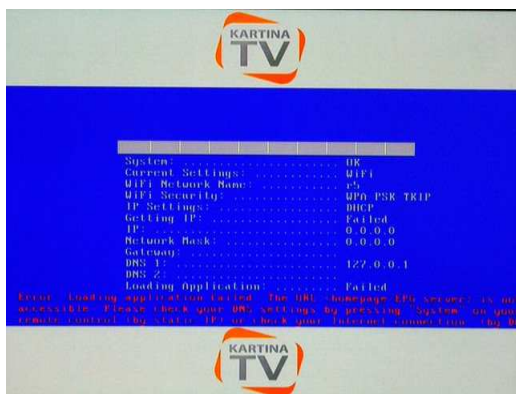 KARTINA
TV
System: ..................... OK
Current Settings: ............... WiFi
WiFi Network Name: .............. r5
WiFi Security: .................. WPA-PSK TKIP
IP Settings: .................... DHCP
Getting IP: ..................... Failed
IP: ............................. 0.0.0.0
Network Mask: ................... 0.0.0.0
Gateway: ........................
DNS 1: .......................... 127.0.0.1
DNS 2: ..........................
Loading Application: ............ Failed
Error: Loading application failed. The URL (homepage EPG server) is no
accessible. Please check your DNS settings by pressing "System" on you
remote control (by static IP) or check your Internet connection (by D
KARTINA
TV